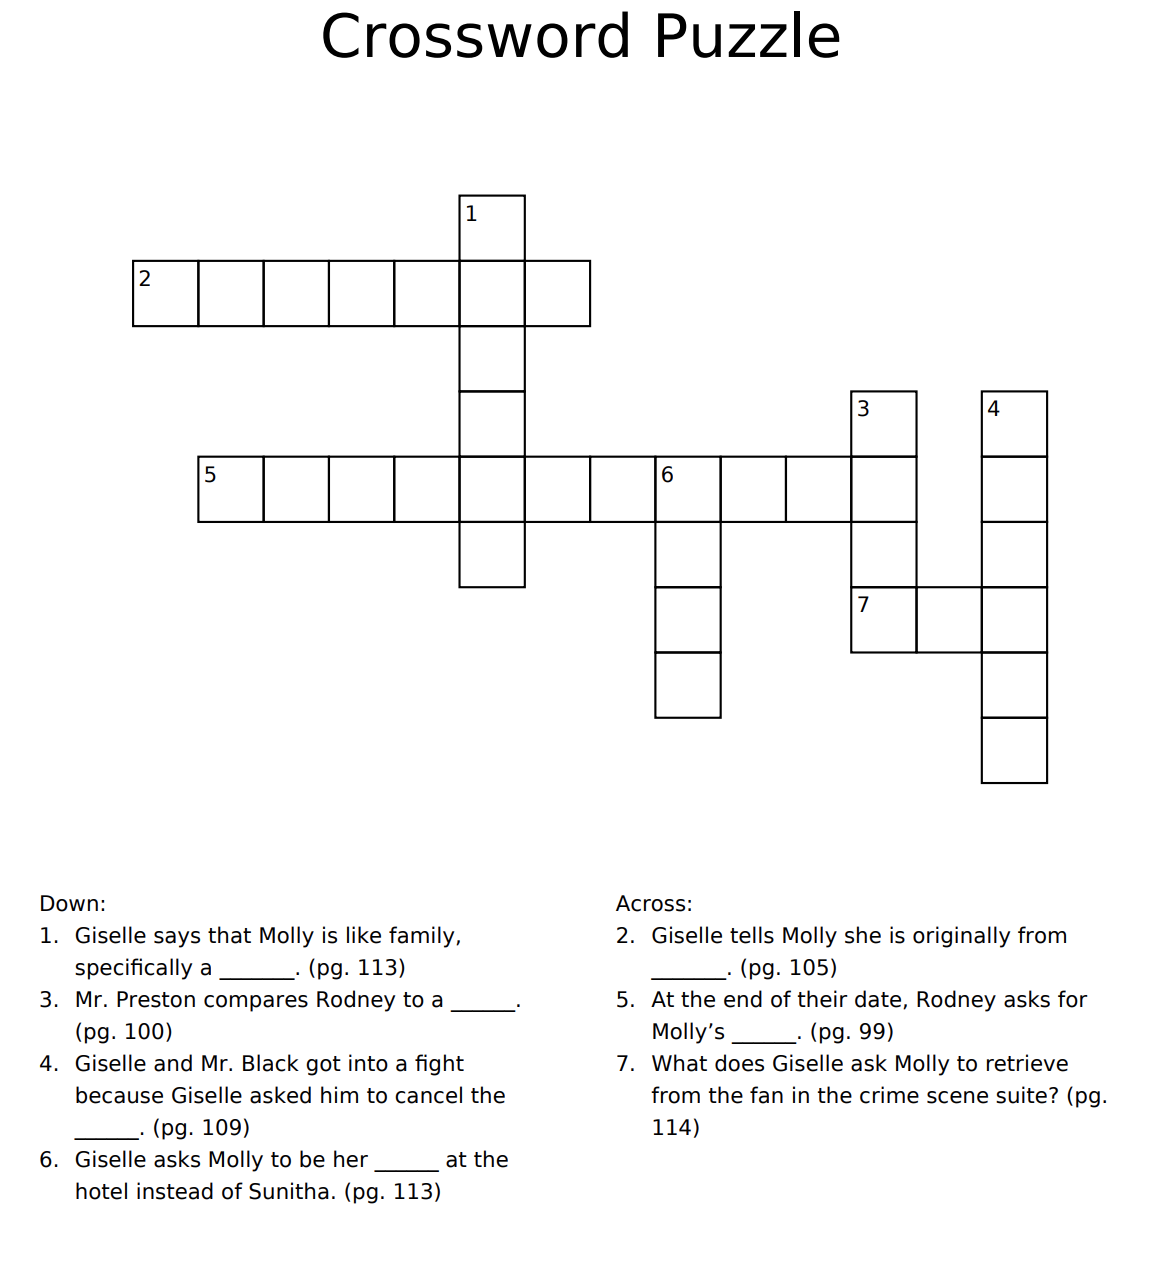 Crossword Puzzle
1
2
3
4
5
6
7
Down:
1. Giselle says that Molly is like family,
specifically a _______. (pg. 113)
3. Mr. Preston compares Rodney to a ______.
(pg. 100)
4. Giselle and Mr. Black got into a fight
because Giselle asked him to cancel the
______. (pg. 109)
6. Giselle asks Molly to be her ______ at the
hotel instead of Sunitha. (pg. 113)
Across:
2. Giselle tells Molly she is originally from
_______. (pg. 105)
5. At the end of their date, Rodney asks for
Molly’s ______. (pg. 99)
7. What does Giselle ask Molly to retrieve
from the fan in the crime scene suite? (pg.
114)